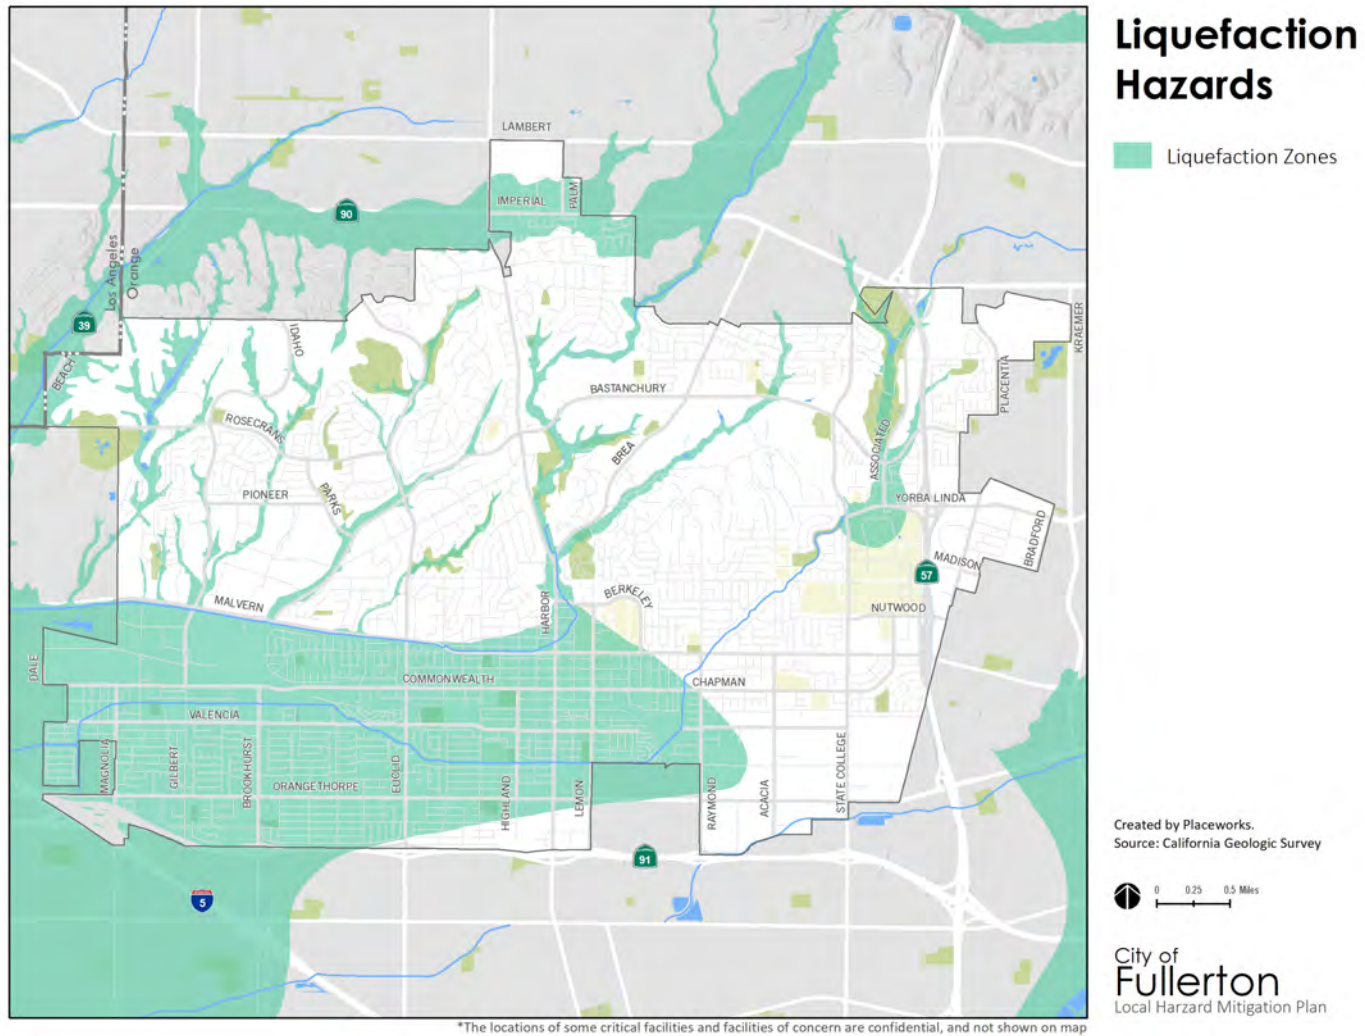 Liquefaction
Hazards
Liquefaction Zones
LAMBERT
IMPERIAL
PALM
90
Los Angeles
Orange
39
BEACH
IDAHO
KRAEMER
PLACENTIA
BASTANCHURY
ROSECRANS
BREA
ASSOCIATED
PIONEER
PARKS
YORBA LINDA
BRADFORD
MADISON
57
MALVERN
HARBOR
BERKELEY
NUTWOOD
DALE
COMMONWEALTH
CHAPMAN
VALENCIA
MAGNOLIA
GILBERT
BROOKHURST
EUCLID
ORANGETHORPE
HIGHLAND
LEMON
RAYMOND
ACACIA
STATE COLLEGE
91
5
Created by Placeworks.
Source: California Geologic Survey
0 0.25 0.5 Miles
City of
Fullerton
Local Harzard Mitigation Plan
*The locations of some critical facilities and facilities of concern are confidential, and not shown on map